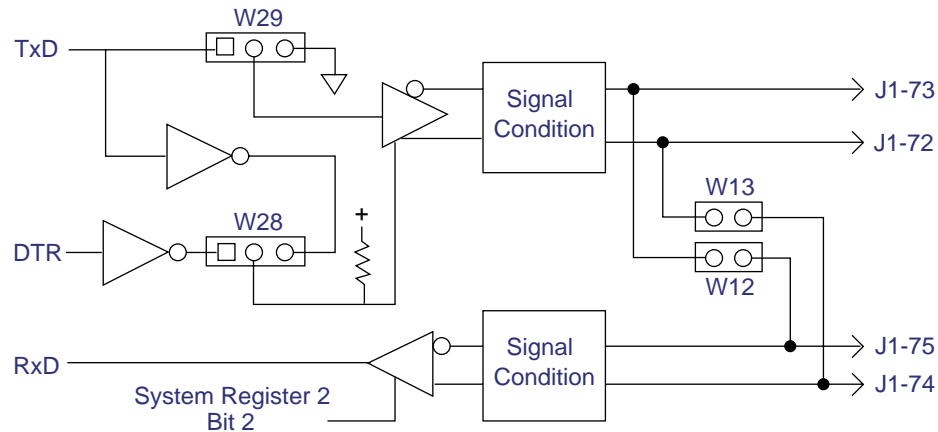 W29
TxD
Signal
Condition
J1-73
J1-72
W13
W28
+
DTR
W12
RxD
Signal
Condition
J1-75
J1-74
System Register 2
Bit 2